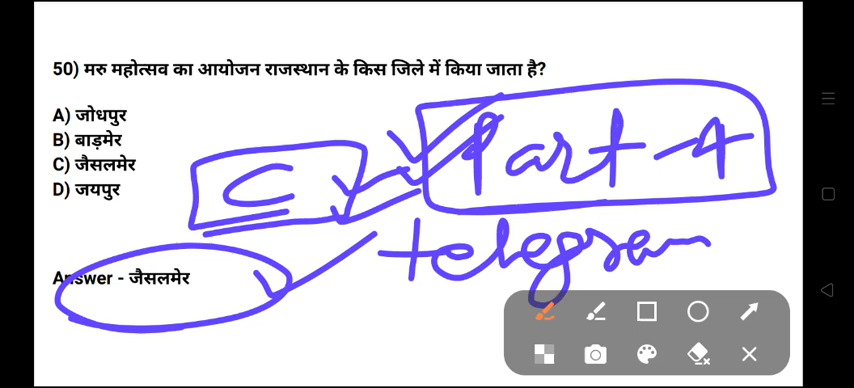 50) मरु महोत्सव का आयोजन राजस्थान के किस जिले में किया जाता है?
A) जोधपुर
B) बाड़मेर
C) जैसलमेर
D) जयपुर
C
Part-4
telegram
Answer - जैसलमेर